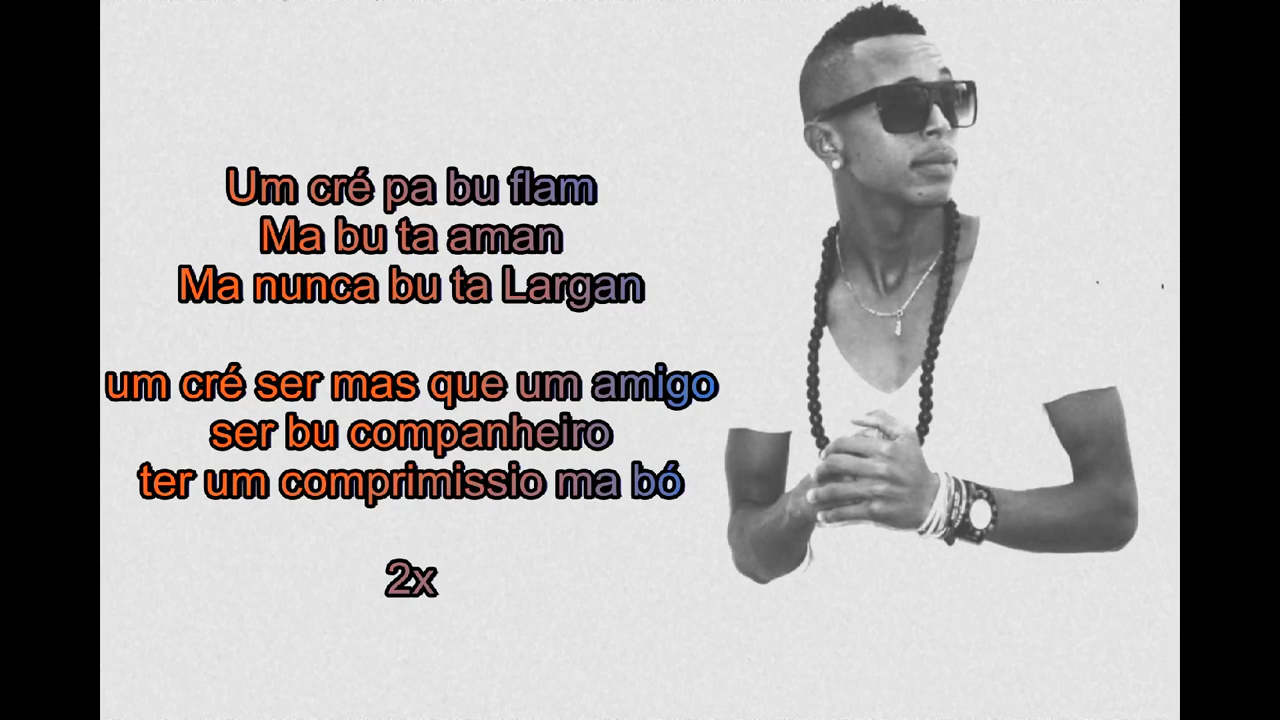 Um cré pa bu flam
Ma bu ta aman
Ma nunca bu ta Largan
um cré ser mas que um amigo
ser bu companheiro
ter um comprimissio ma bó
2x